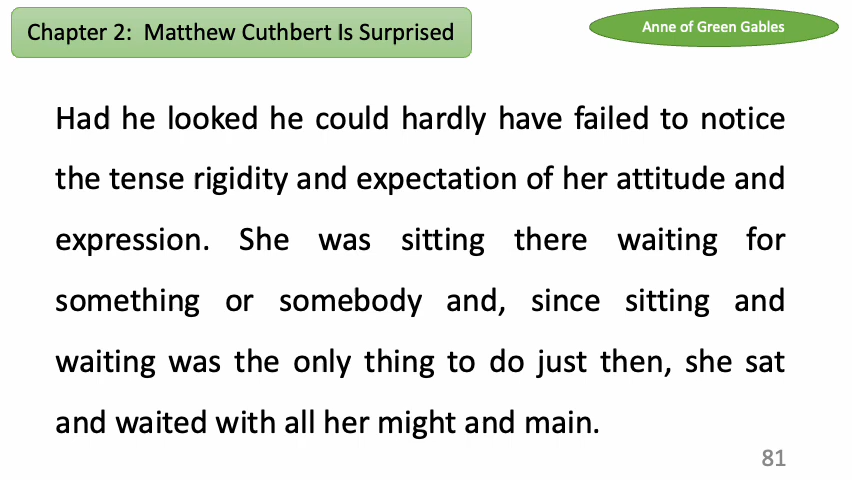 Chapter 2: Matthew Cuthbert Is Surprised
Anne of Green Gables
Had he looked he could hardly have failed to notice
the tense rigidity and expectation of her attitude and
expression. She was sitting there waiting for
something or somebody and, since sitting and
waiting was the only thing to do just then, she sat
and waited with all her might and main.
81